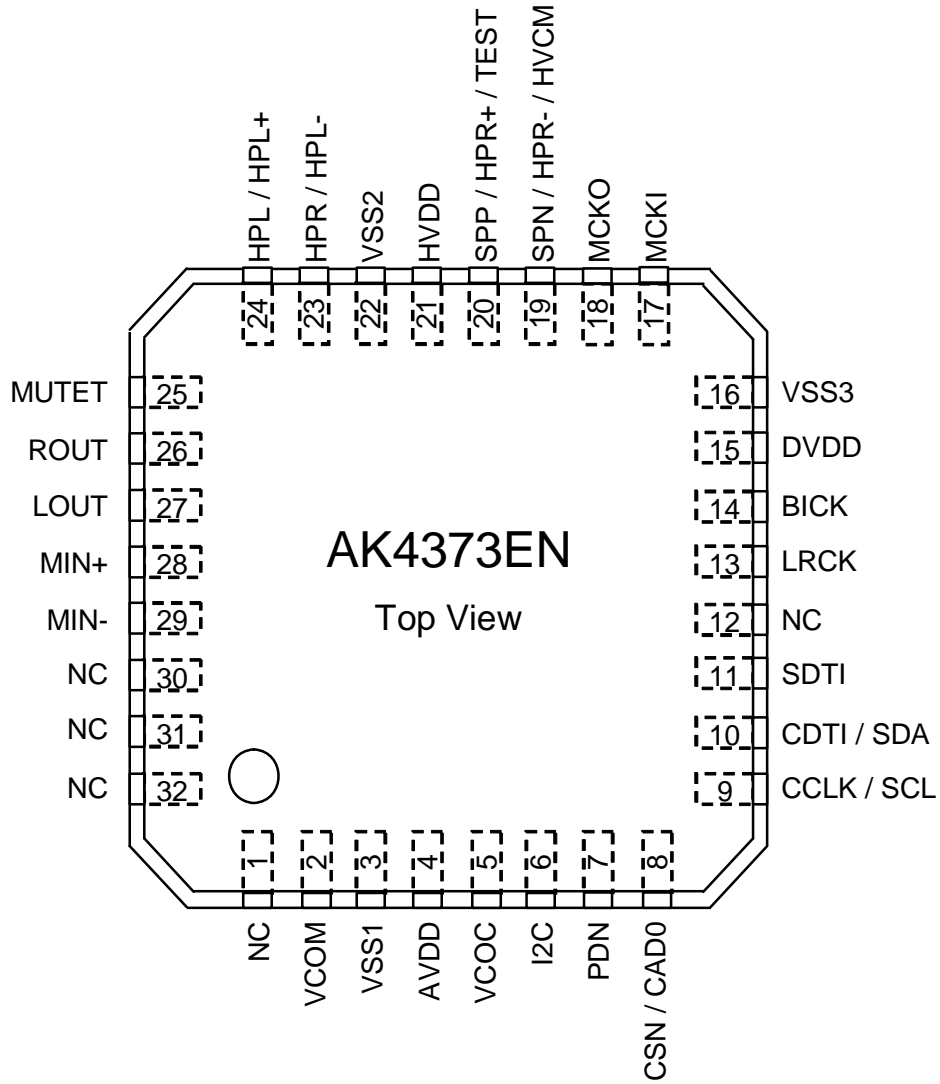 HPL / HPL+
HPR / HPL-
VSS2
HVDD
SPP / HPR+ / TEST
SPN / HPR- / HVCM
MCKO
MCKI
24
23
22
21
20
19
18
17
MUTET 25
ROUT 26
LOUT 27
MIN+ 28
MIN- 29
NC 30
NC 31
NC 32
AK4373EN
Top View
16 VSS3
15 DVDD
14 BICK
13 LRCK
12 NC
11 SDTI
10 CDTI / SDA
9 CCLK / SCL
1
2
3
4
5
6
7
8
NC
VCOM
VSS1
AVDD
VCOC
I2C
PDN
CSN / CAD0